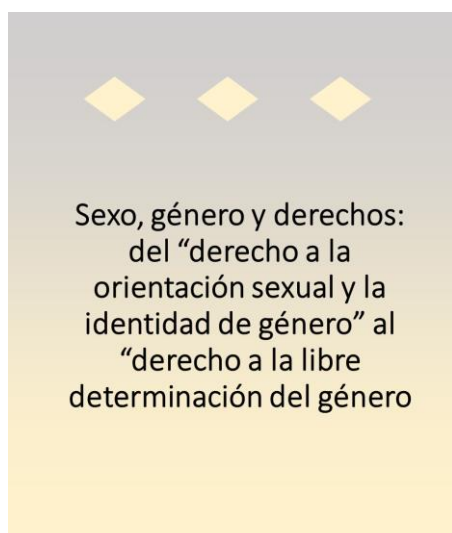 Sexo, género y derechos:
del “derecho a la
orientación sexual y la
identidad de género” al
“derecho a la libre
determinación del género